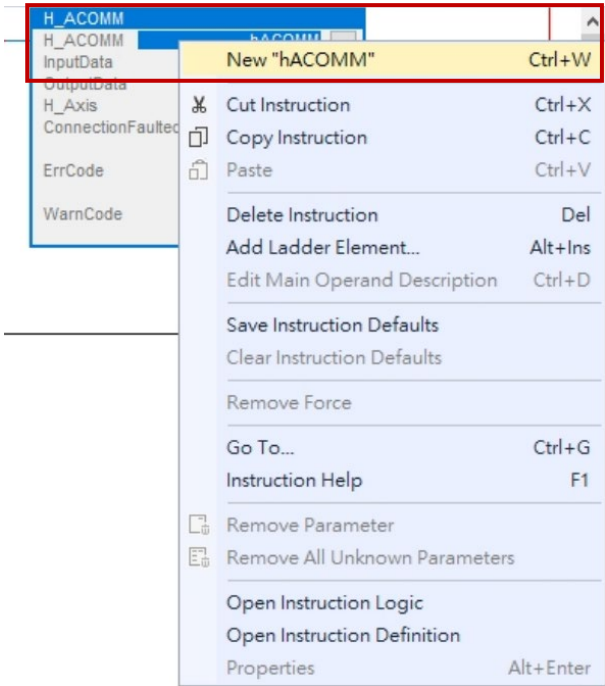 H_ACOMM
H_ACOMM hACOMM
InputData
OutputData
H_Axis
ConnectionFaulted
ErrCode
WarnCode
New "hACOMM" Ctrl+W
Cut Instruction Ctrl+X
Copy Instruction Ctrl+C
Paste Ctrl+V
Delete Instruction Del
Add Ladder Element... Alt+Ins
Edit Main Operand Description Ctrl+D
Save Instruction Defaults
Clear Instruction Defaults
Remove Force
Go To... Ctrl+G
Instruction Help F1
Remove Parameter
Remove All Unknown Parameters
Open Instruction Logic
Open Instruction Definition
Properties Alt+Enter